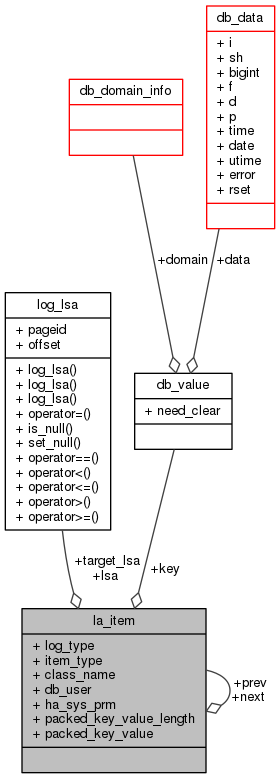 db_data
+ i
+ sh
+ bigint
+ f
+ d
+ p
+ time
+ date
+ utime
+ error
+ rset
db_domain_info
+domain
+data
log_lsa
+ pageid
+ offset
+ log_lsa()
+ log_lsa()
+ log_lsa()
+ operator=()
+ is_null()
+ set_null()
+ operator==()
+ operator<()
+ operator<=()
+ operator>()
+ operator>=()
db_value
+ need_clear
+target_lsa
+lsa
+key
la_item
+ log_type
+ item_type
+ class_name
+ db_user
+ ha_sys_prm
+ packed_key_value_length
+ packed_key_value
+prev
+next